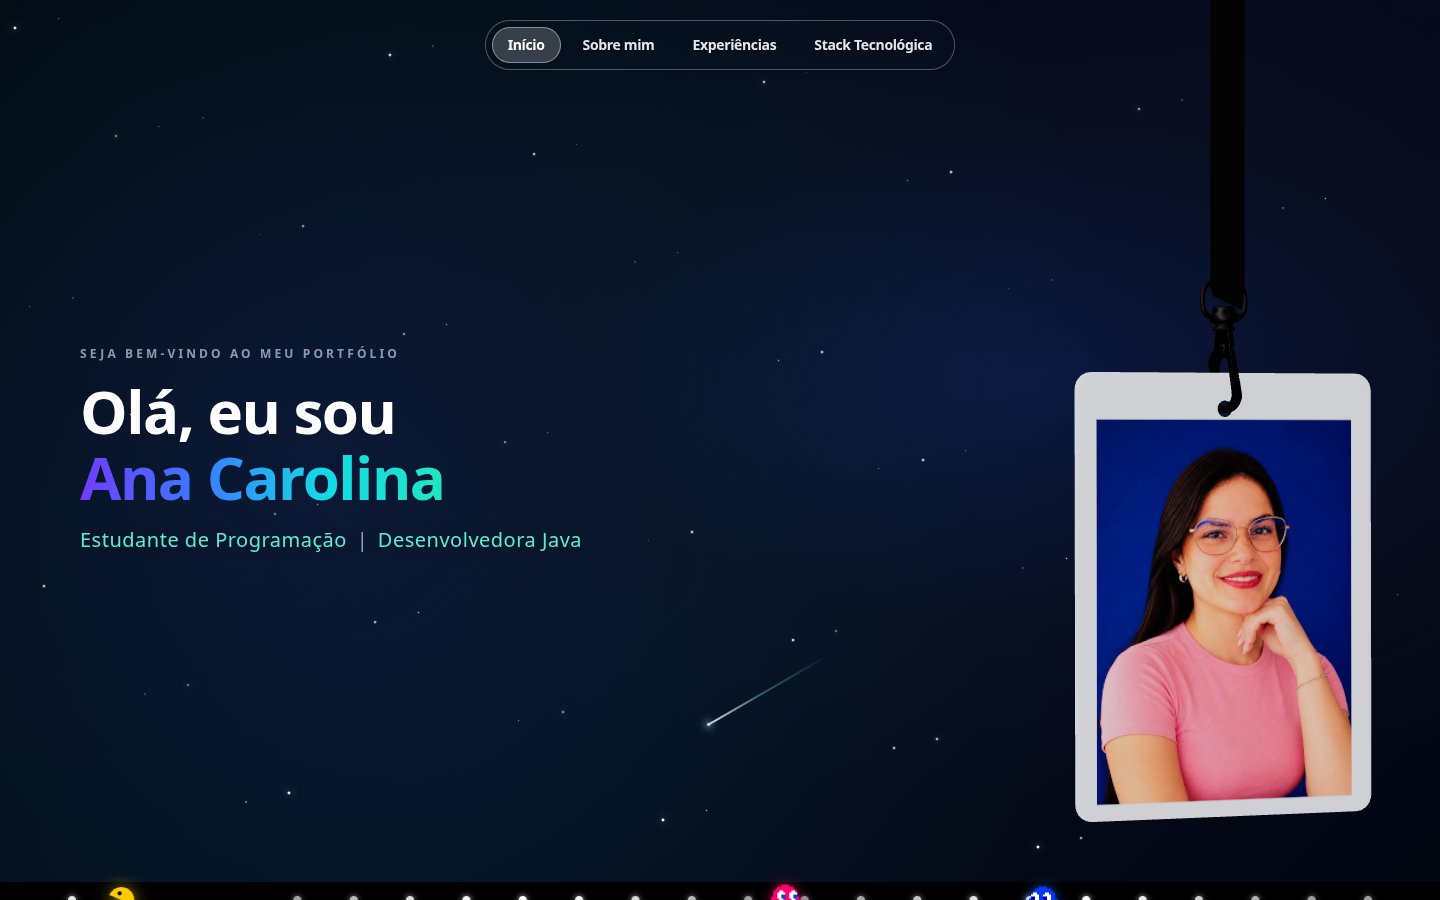 Início
Sobre mim
Experiências
Stack Tecnológica
SEJA BEM-VINDO AO MEU PORTFÓLIO
Olá, eu sou
Ana Carolina
Estudante de Programação | Desenvolvedora Java